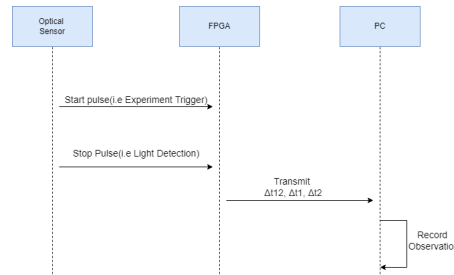 Optical
Sensor
FPGA
PC
Start pulse(i.e Experiment Trigger)
Stop Pulse(i.e Light Detection)
Transmit
Δt12, Δt1, Δt2
Record
Observatio